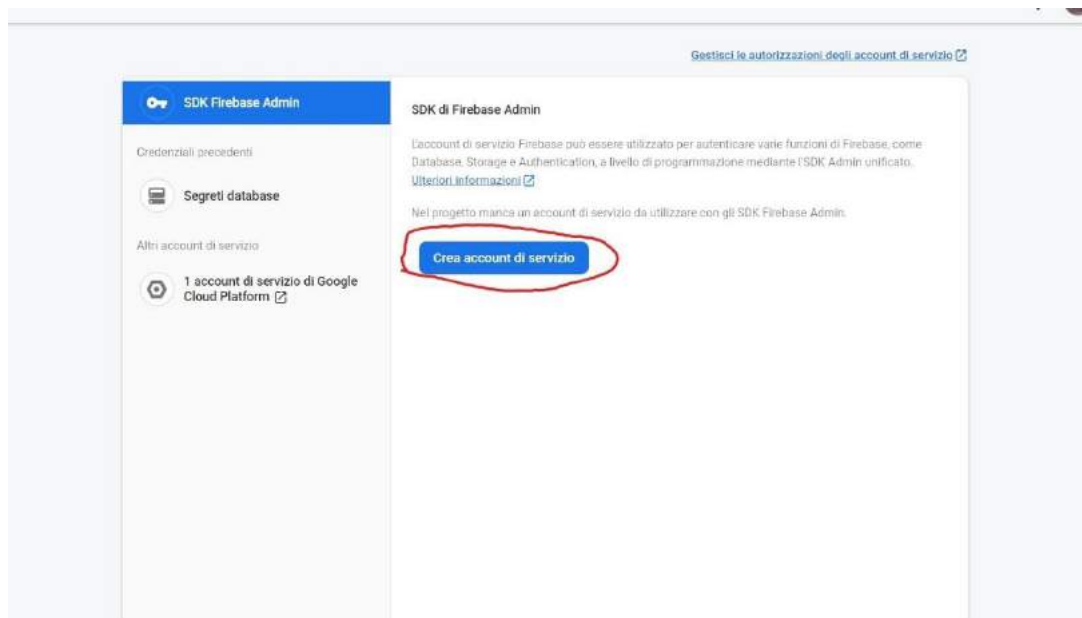 Gestisci le autorizzazioni degli account di servizio
SDK Firebase Admin
Credenziali precedenti
Segreti database
Altri account di servizio
1 account di servizio di Google
Cloud Platform
SDK di Firebase Admin
L'account di servizio Firebase può essere utilizzato per autenticare varie funzioni di Firebase, come
Database, Storage e Authentication, a livello di programmazione mediante l'SDK Admin unificato.
Ulteriori informazioni
Nel progetto manca un account di servizio da utilizzare con gli SDK Firebase Admin.
Crea account di servizio